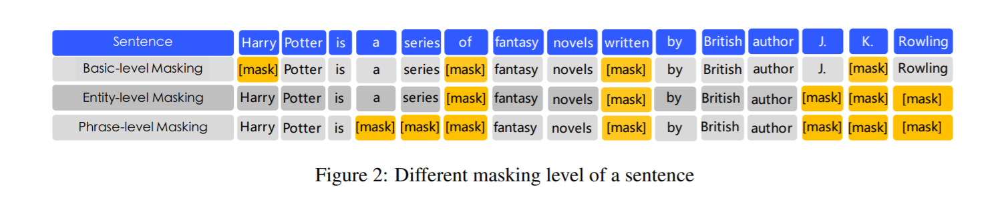 Sentence Harry Potter is a series of fantasy novels written by British author J. K. Rowling
Basic-level Masking [mask] Potter is a series [mask] fantasy novels [mask] by British author J. [mask] Rowling
Entity-level Masking Harry Potter is a series [mask] fantasy novels [mask] by British author [mask] [mask] [mask]
Phrase-level Masking Harry Potter is [mask] [mask] [mask] fantasy novels [mask] by British author [mask] [mask] [mask]
Figure 2: Different masking level of a sentence